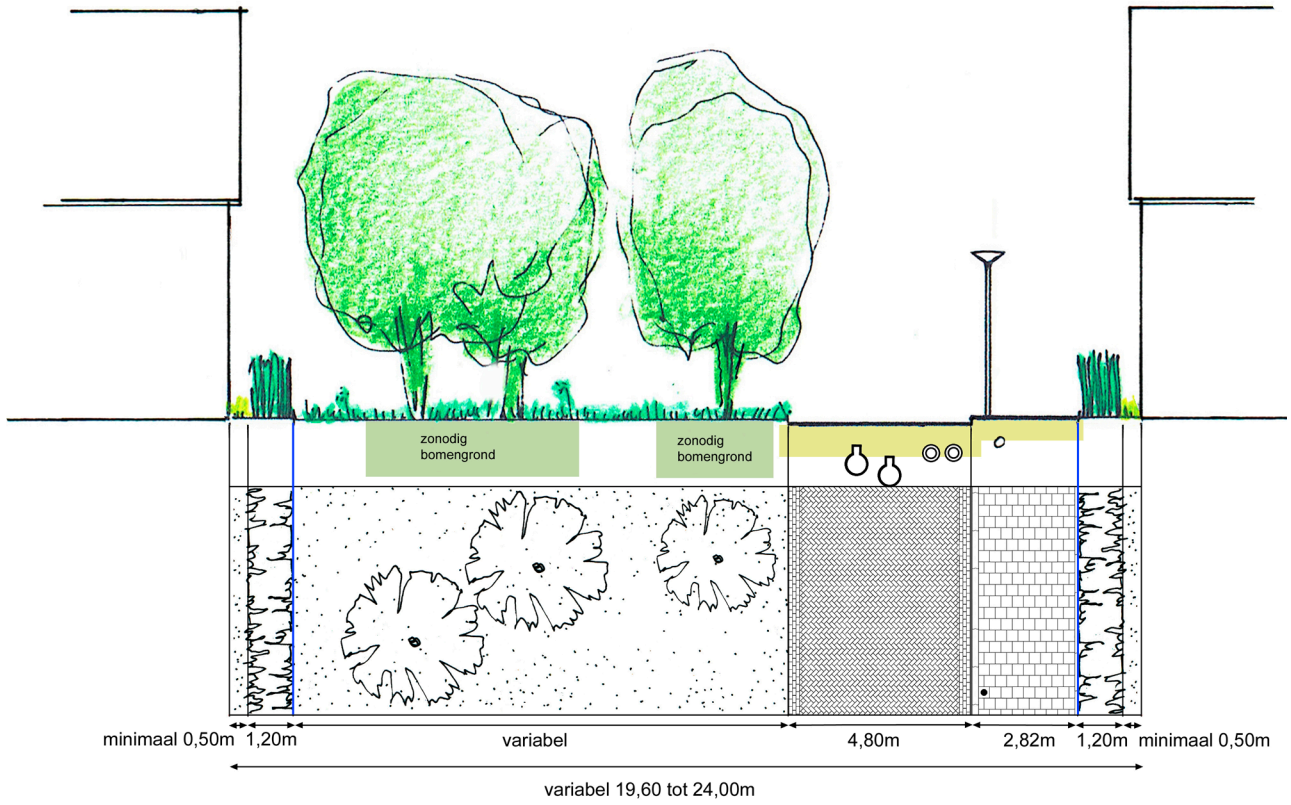 zonodig
bomengrond
zonodig
bomengrond
minimaal 0,50m 1,20m variabel 4,80m 2,82m 1,20m minimaal 0,50m
variabel 19,60 tot 24,00m